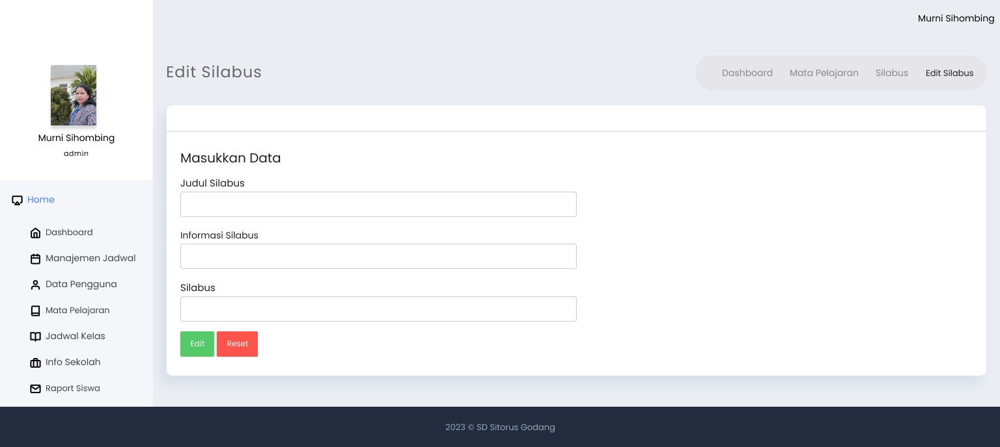 Murni Sihombing
Murni Sihombing
admin
Home
Dashboard
Manajemen Jadwal
Data Pengguna
Mata Pelajaran
Jadwal Kelas
Info Sekolah
Raport Siswa
Edit Silabus
Dashboard Mata Pelajaran Silabus Edit Silabus
Masukkan Data
Judul Silabus
Informasi Silabus
Silabus
Edit Reset
2023 © SD Sitorus Godang